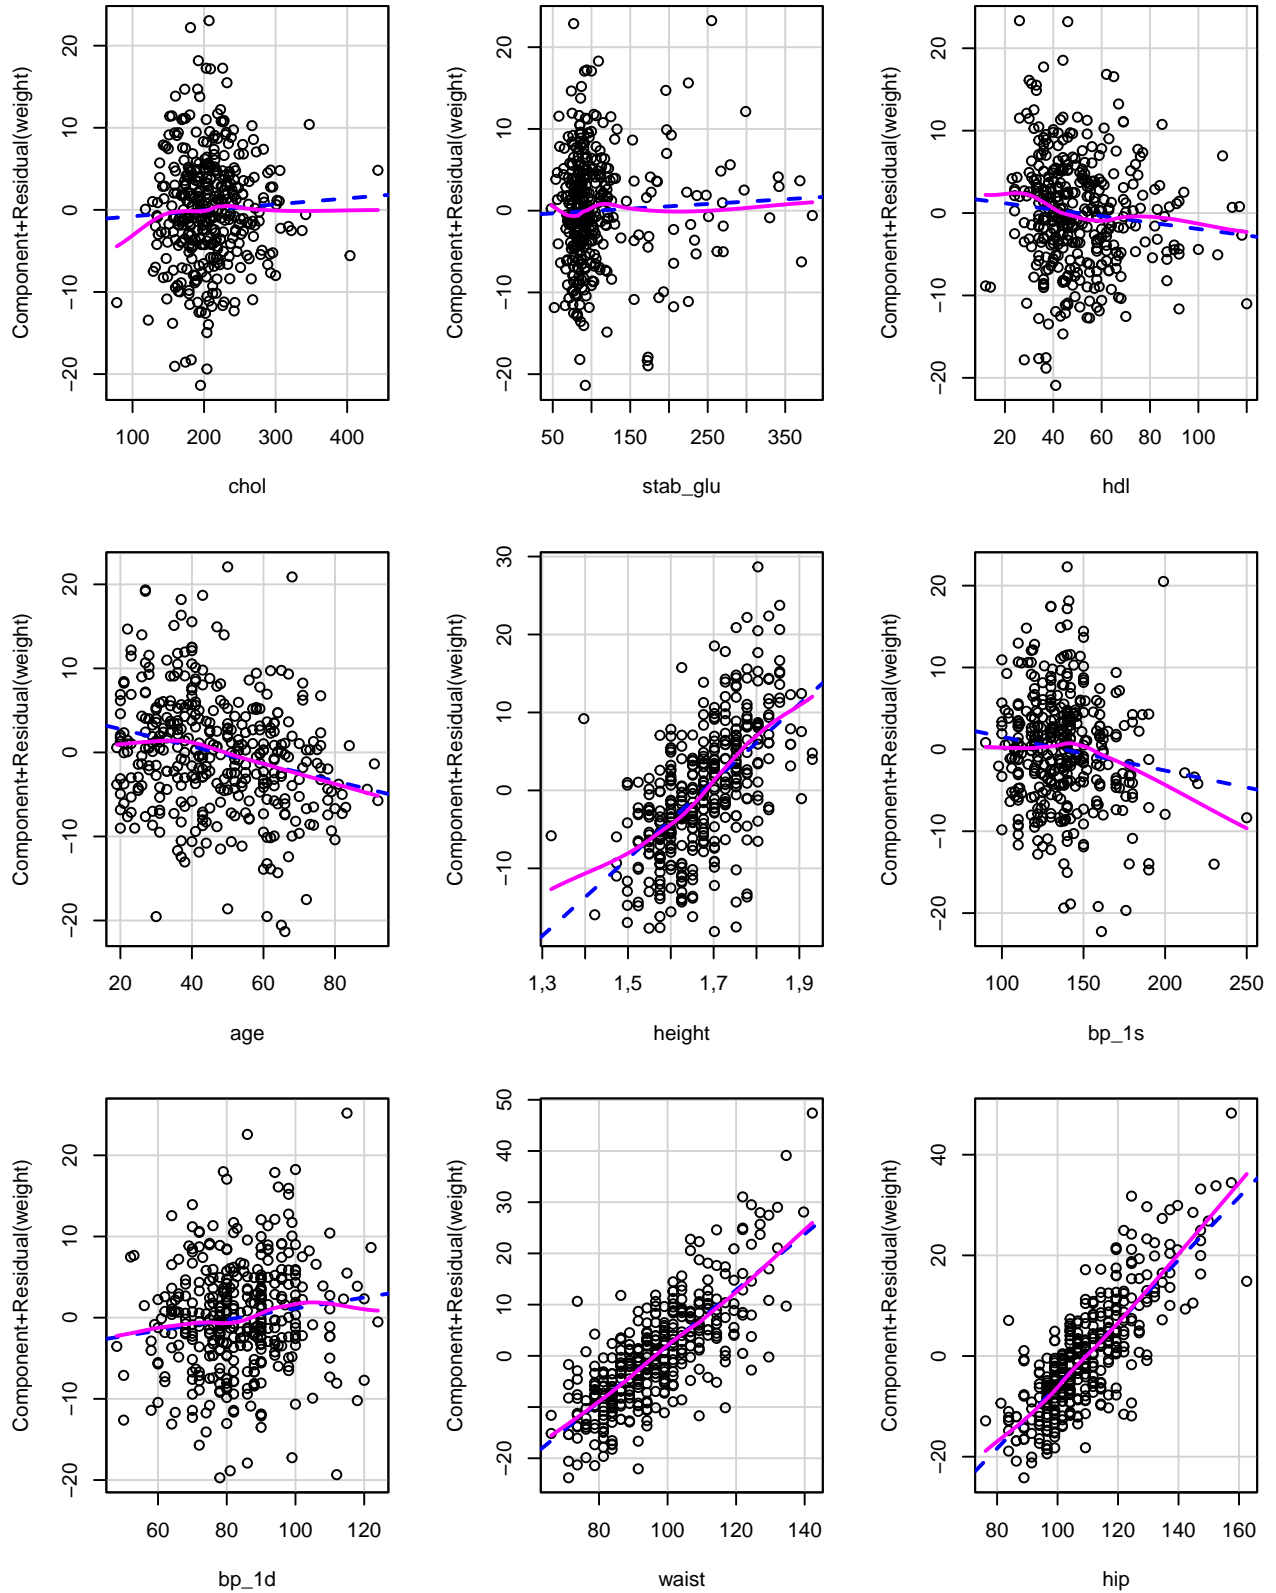 Component+Residual(weight)
20
10
0
−10
−20
100 200 300 400
chol
Component+Residual(weight)
20
10
0
−10
−20
50 150 250 350
stab_glu
Component+Residual(weight)
20
10
0
−10
−20
20 40 60 80 100
hdl
Component+Residual(weight)
20
10
0
−10
−20
20 40 60 80
age
Component+Residual(weight)
30
20
10
0
−10
1,3 1,5 1,7 1,9
height
Component+Residual(weight)
20
10
0
−10
−20
100 150 200 250
bp_1s
Component+Residual(weight)
20
10
0
−10
−20
60 80 100 120
bp_1d
Component+Residual(weight)
50
40
30
20
10
0
−20
80 100 120 140
waist
Component+Residual(weight)
40
20
0
−20
80 100 120 140 160
hip